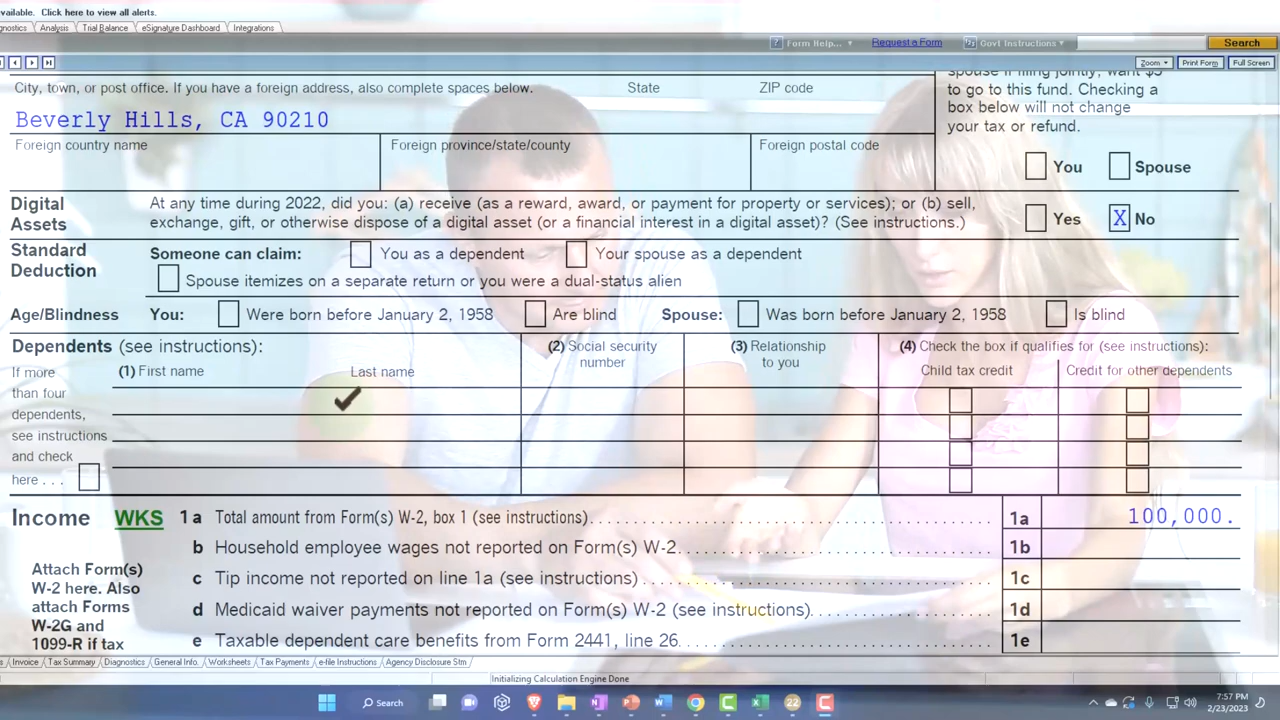 vailable. Click here to view all alerts.
gnostics Analysis Trial Balance eSignature Dashboard Integrations
Form Help... Request a Form Govt Instructions Search
Zoom Print Form Full Screen
spouse if filing jointly, want $3
to go to this fund. Checking a
box below will not change
your tax or refund.
You Spouse
City, town, or post office. If you have a foreign address, also complete spaces below. State ZIP code
Beverly Hills, CA 90210
Foreign country name Foreign province/state/county Foreign postal code
Digital Assets
At any time during 2022, did you: (a) receive (as a reward, award, or payment for property or services); or (b) sell,
exchange, gift, or otherwise dispose of a digital asset (or a financial interest in a digital asset)? (See instructions.)
Yes X No
Standard Deduction
Someone can claim: You as a dependent Your spouse as a dependent
Spouse itemizes on a separate return or you were a dual-status alien
Age/Blindness You: Were born before January 2, 1958 Are blind Spouse: Was born before January 2, 1958 Is blind
Dependents (see instructions):
(1) First name Last name
(2) Social security
number
(3) Relationship
to you
(4) Check the box if qualifies for (see instructions):
Child tax credit Credit for other dependents
If more
than four
dependents,
see instructions
and check
here . . .
Income WKS 1 a Total amount from Form(s) W-2, box 1 (see instructions) 1a 100,000.
b Household employee wages not reported on Form(s) W-2 1b
c Tip income not reported on line 1a (see instructions) 1c
d Medicaid waiver payments not reported on Form(s) W-2 (see instructions) 1d
e Taxable dependent care benefits from Form 2441, line 26 1e
Attach Form(s)
W-2 here. Also
attach Forms
W-2G and
1099-R if tax
Invoice Tax Summary Diagnostics General Info. Worksheets Tax Payments e-file Instructions Agency Disclosure Stm
Initializing Calculation Engine Done
Search
22
7:57 PM
2/23/2023